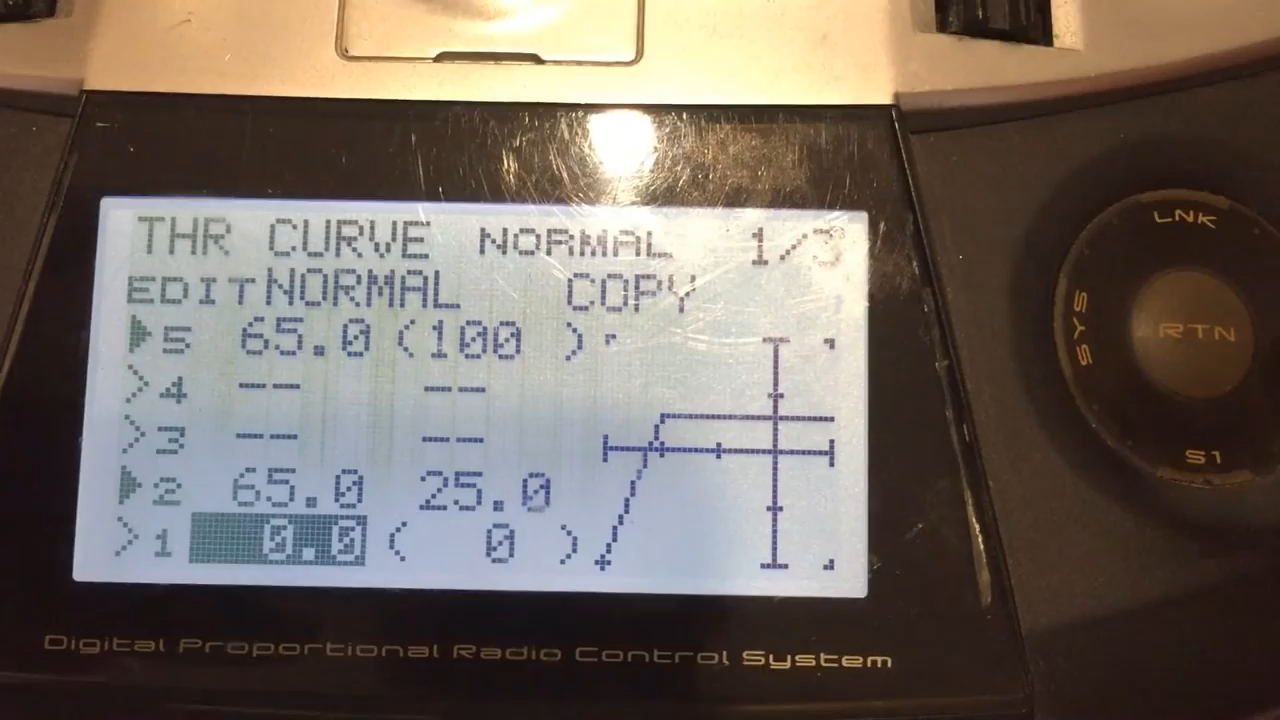 THR CURVE NORMAL 1/3
EDIT NORMAL COPY
▶5 65.0 (100 )
>4 -- --
>3 -- --
▶2 65.0 25.0
>1 0.0 ( 0 )
LNK
SYS
RTN
S1
Digital Proportional Radio Control System